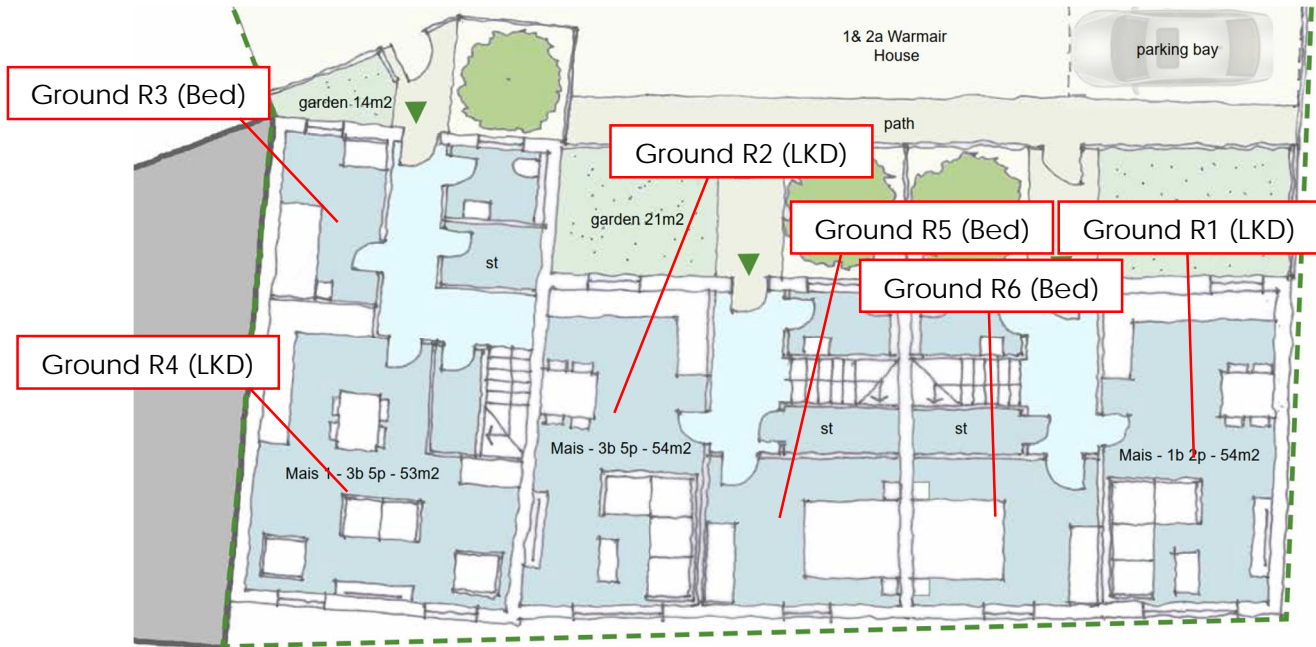 1& 2a Warmair
House
parking bay
Ground R3 (Bed)
garden 14m2
path
Ground R2 (LKD)
garden 21m2
Ground R5 (Bed)
Ground R1 (LKD)
st
Ground R6 (Bed)
Ground R4 (LKD)
st
st
Mais - 3b 5p - 54m2
Mais - 1b 2p - 54m2
Mais 1 - 3b 5p - 53m2